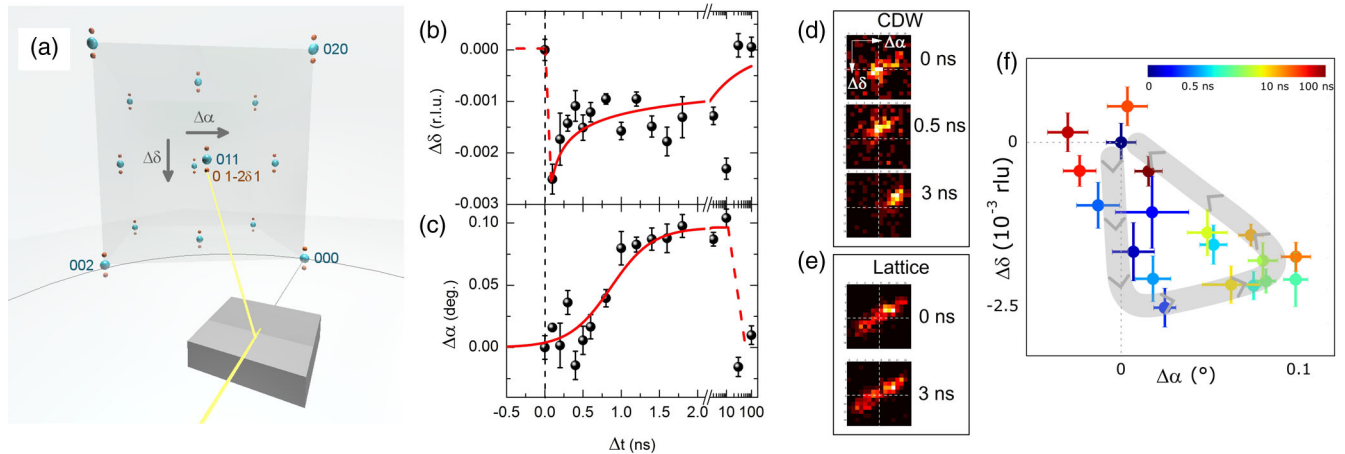 (a)
020
Δα
Δδ
011
0 1-2δ1
002
000
(b)
0.000
-0.001
-0.002
-0.003
Δδ (r.l.u.)
(c)
0.10
0.05
0.00
Δα (deg.)
-0.5 0.0 0.5 1.0 1.5 2.0 10 100
Δt (ns)
(d)
CDW
Δα
Δδ
0 ns
0.5 ns
3 ns
(e)
Lattice
0 ns
3 ns
(f)
0 0.5 ns 10 ns 100 ns
0
-2.5
Δδ (10⁻³ rlu)
0 0.1
Δα (°)